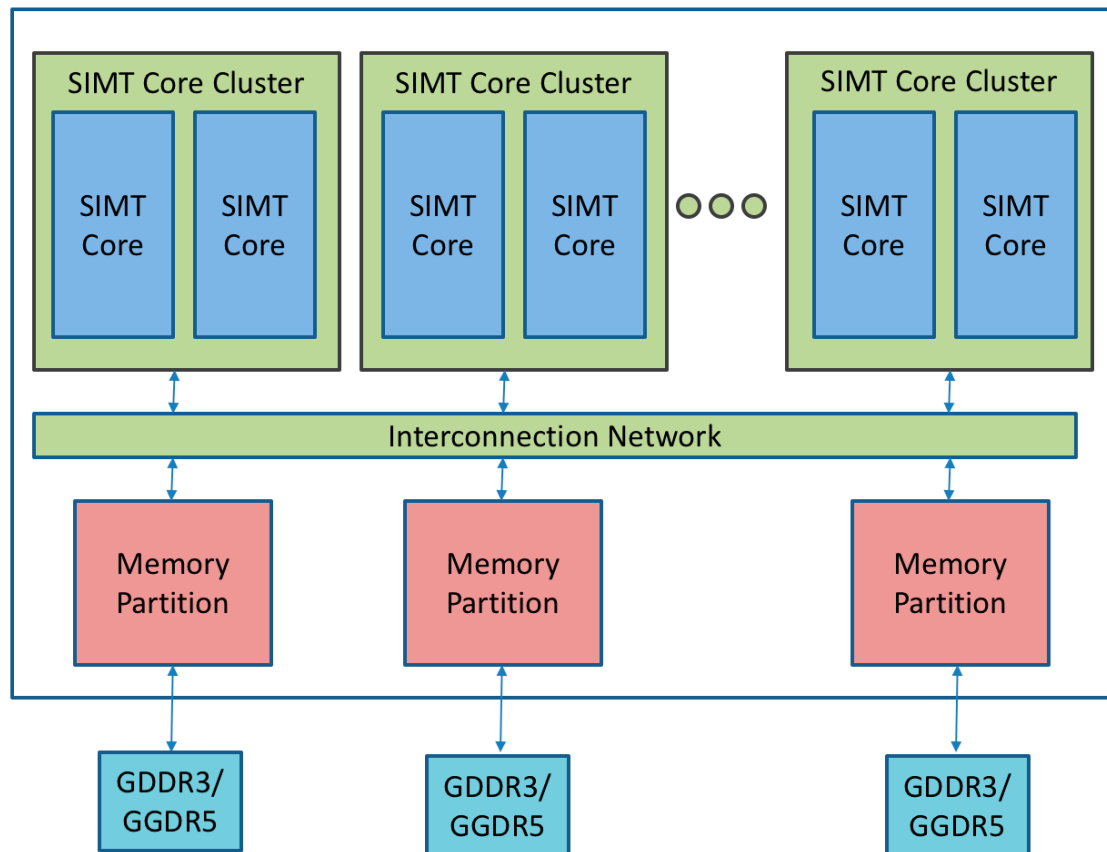 SIMT Core Cluster
SIMT
Core
SIMT
Core
SIMT Core Cluster
SIMT
Core
SIMT
Core
SIMT Core Cluster
SIMT
Core
SIMT
Core
Interconnection Network
Memory
Partition
Memory
Partition
Memory
Partition
GDDR3/
GGDR5
GDDR3/
GGDR5
GDDR3/
GGDR5